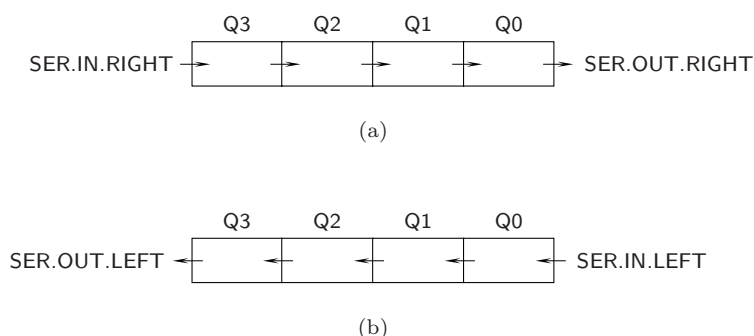 Q3 Q2 Q1 Q0
SER.IN.RIGHT SER.OUT.RIGHT
(a)
Q3 Q2 Q1 Q0
SER.OUT.LEFT SER.IN.LEFT
(b)